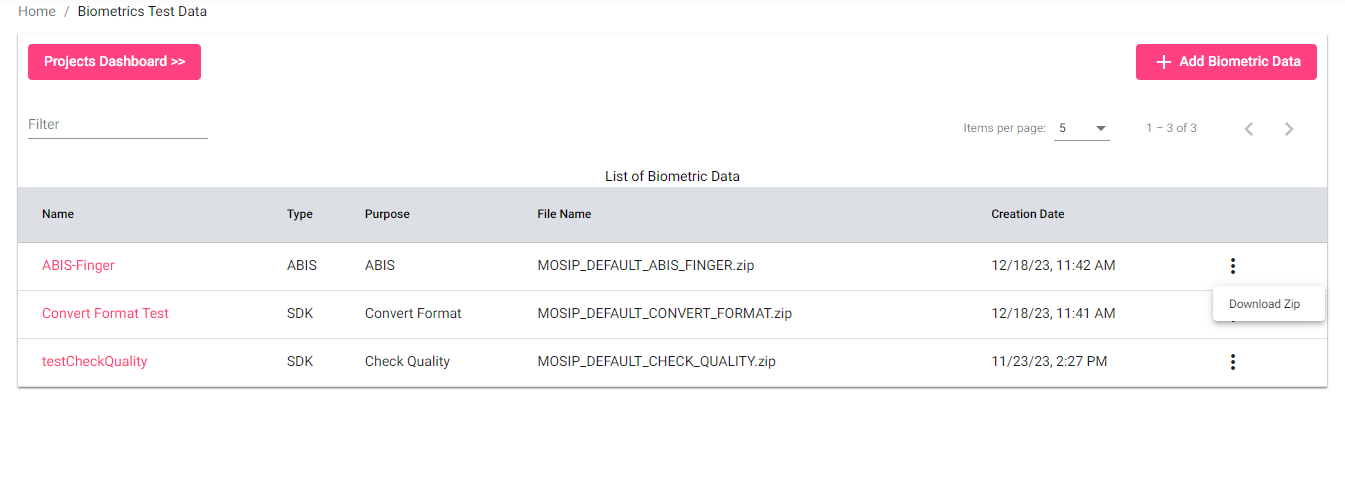 Home / Biometrics Test Data
Projects Dashboard >>
Add Biometric Data
Filter
Items per page: 5 1 – 3 of 3
List of Biometric Data
Name Type Purpose File Name Creation Date
ABIS-Finger ABIS ABIS MOSIP_DEFAULT_ABIS_FINGER.zip 12/18/23, 11:42 AM
Download Zip
Convert Format Test SDK Convert Format MOSIP_DEFAULT_CONVERT_FORMAT.zip 12/18/23, 11:41 AM
testCheckQuality SDK Check Quality MOSIP_DEFAULT_CHECK_QUALITY.zip 11/23/23, 2:27 PM